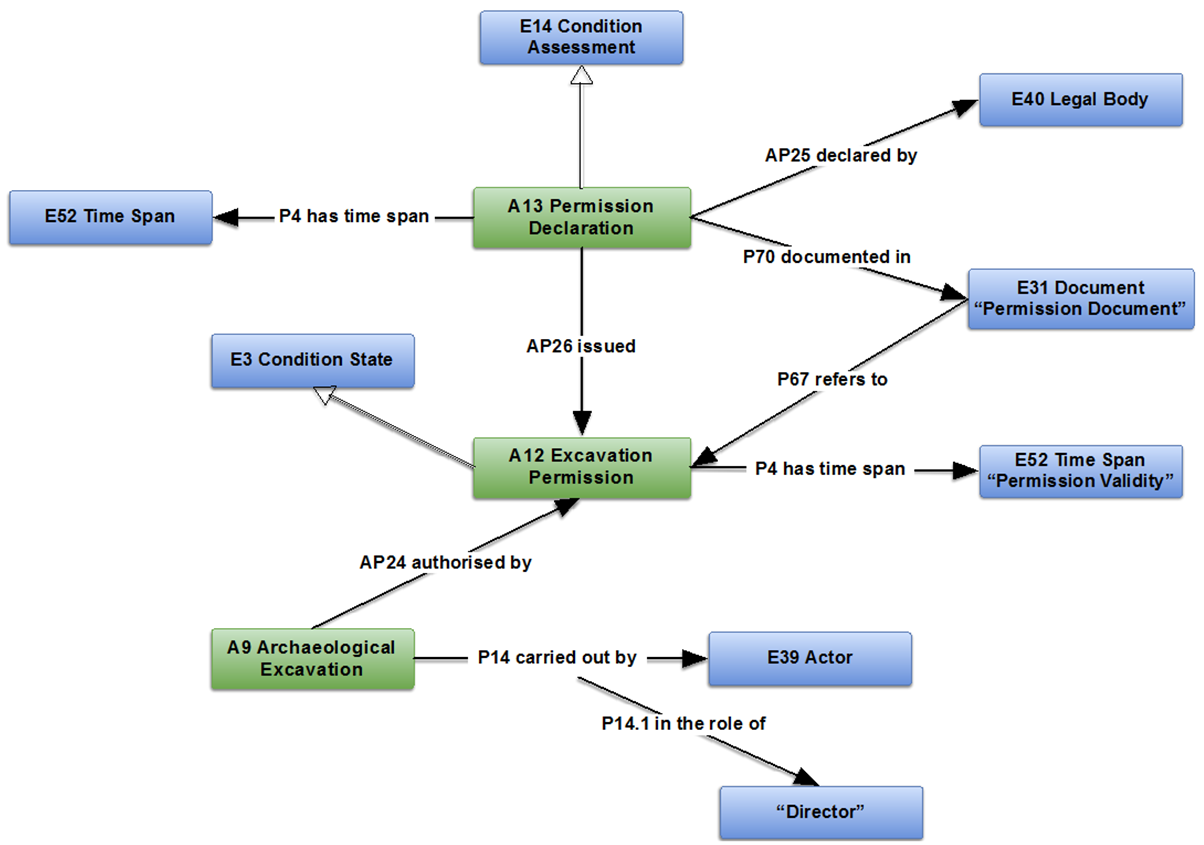 E14 Condition
Assessment
E40 Legal Body
AP25 declared by
E52 Time Span
P4 has time span
A13 Permission
Declaration
P70 documented in
E31 Document
“Permission Document”
AP26 issued
E3 Condition State
P67 refers to
A12 Excavation
Permission
P4 has time span
E52 Time Span
“Permission Validity”
AP24 authorised by
A9 Archaeological
Excavation
P14 carried out by
E39 Actor
P14.1 in the role of
“Director”